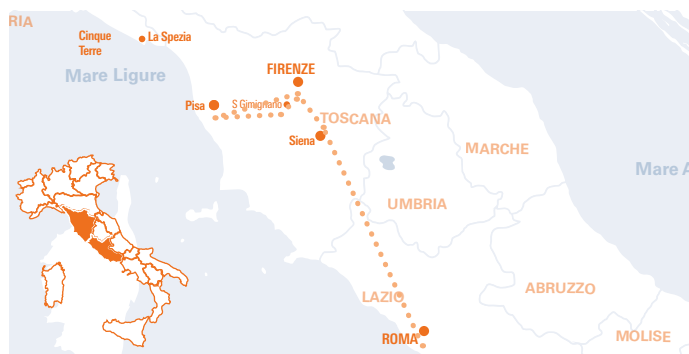 RIA
Cinque
Terre
La Spezia
Mare Ligure
FIRENZE
Pisa
S Gimignano
TOSCANA
Siena
MARCHE
Mare A
UMBRIA
LAZIO
ABRUZZO
ROMA
MOLISE